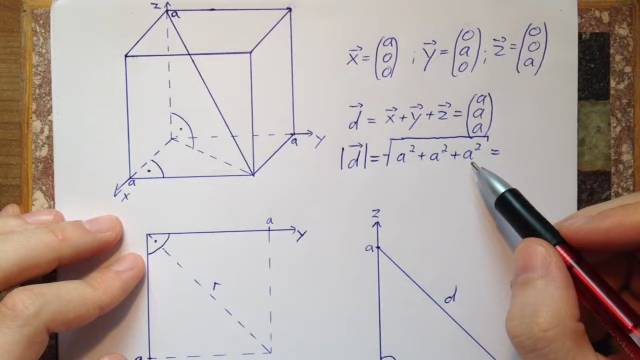 z
a
a
y
a
x
x⃗ = (a 0 0) ; y⃗ = (0 a 0) ; z⃗ = (0 0 a)
d⃗ = x⃗ + y⃗ + z⃗ = (a a a)
|d⃗| = √a² + a² + a² =
a
y
r
a
z
a
d